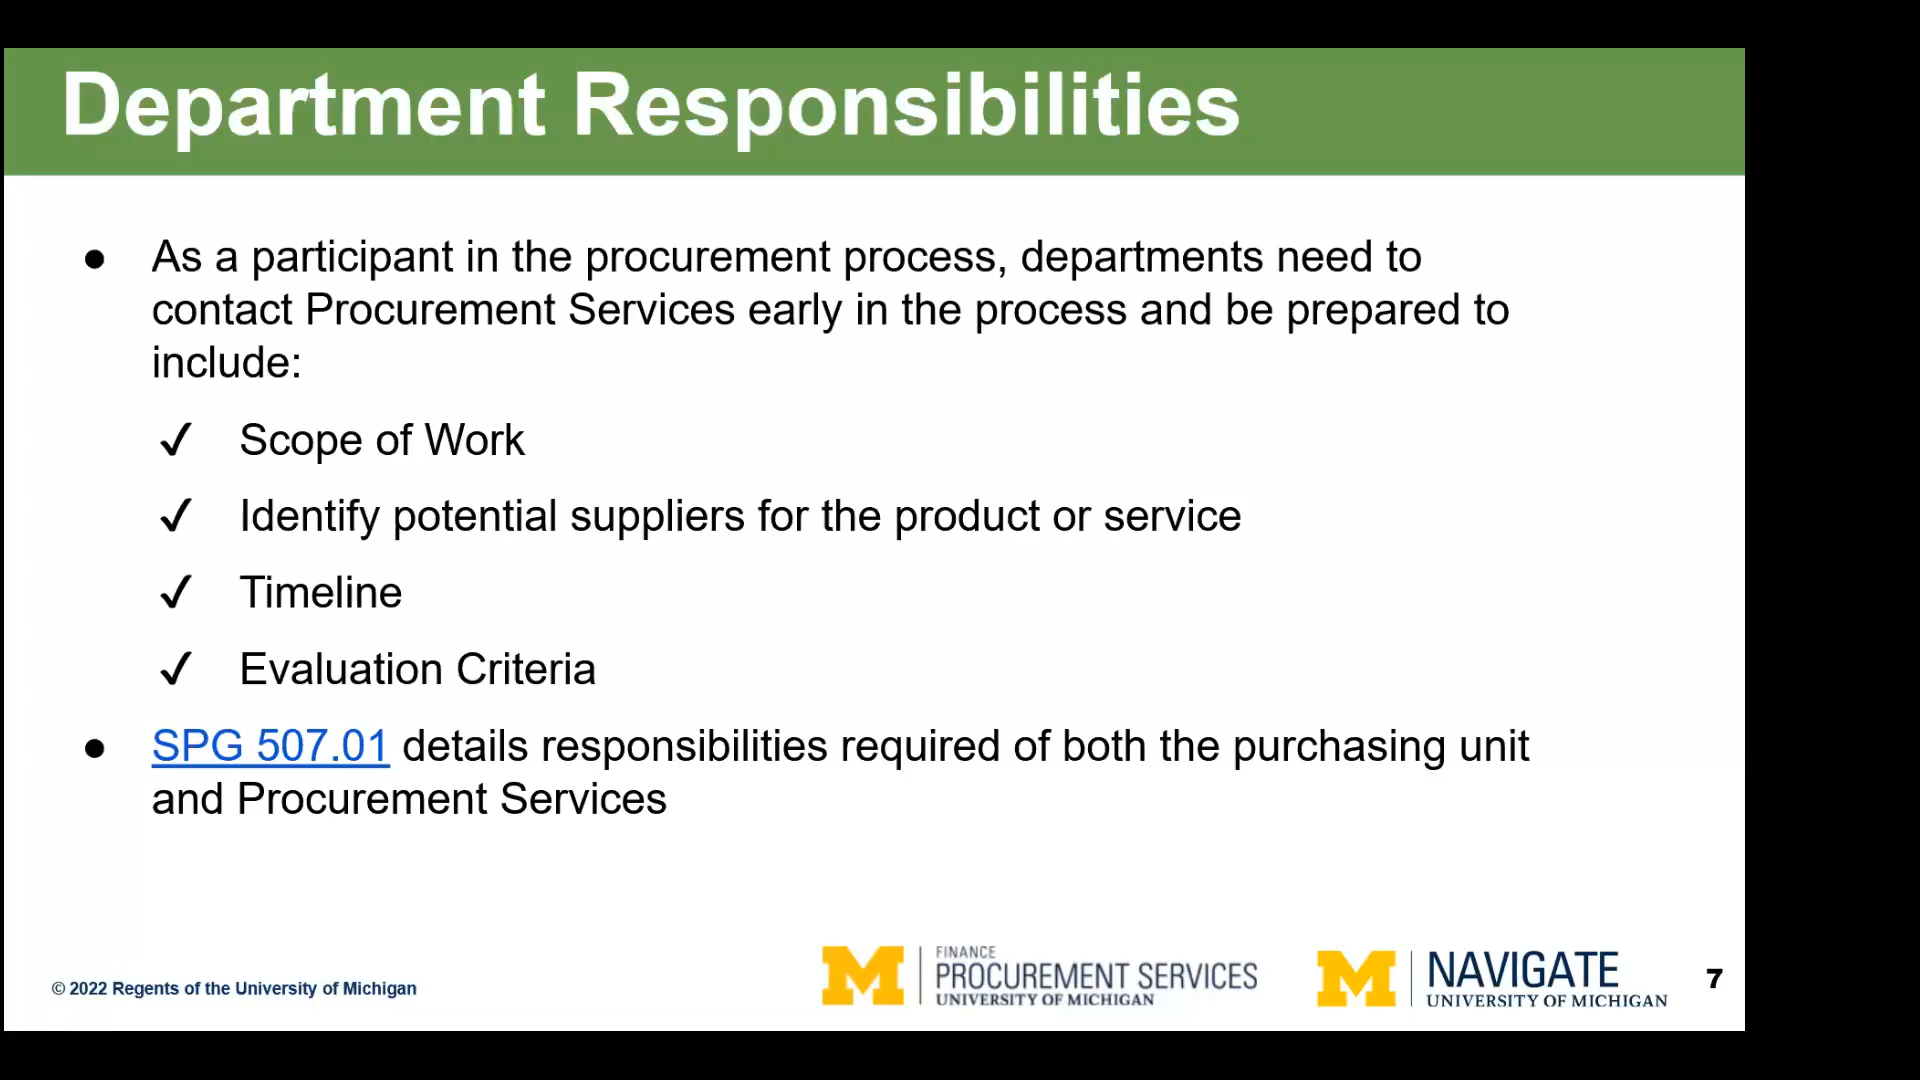 Department Responsibilities
● As a participant in the procurement process, departments need to
contact Procurement Services early in the process and be prepared to
include:
✓ Scope of Work
✓ Identify potential suppliers for the product or service
✓ Timeline
✓ Evaluation Criteria
● SPG 507.01 details responsibilities required of both the purchasing unit
and Procurement Services
© 2022 Regents of the University of Michigan
M
FINANCE
PROCUREMENT SERVICES
UNIVERSITY OF MICHIGAN
M
NAVIGATE
UNIVERSITY OF MICHIGAN
7